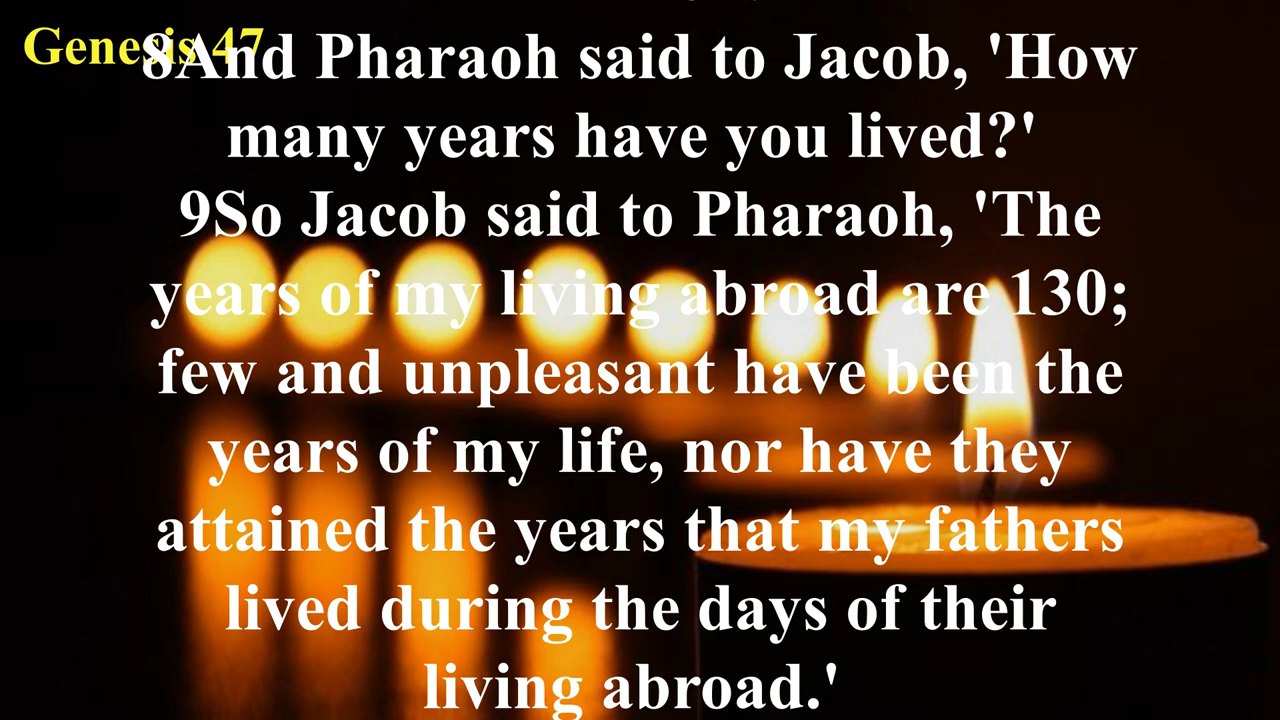 Genesis 47
8And Pharaoh said to Jacob, 'How
many years have you lived?'
9So Jacob said to Pharaoh, 'The
years of my living abroad are 130;
few and unpleasant have been the
years of my life, nor have they
attained the years that my fathers
lived during the days of their
living abroad.'